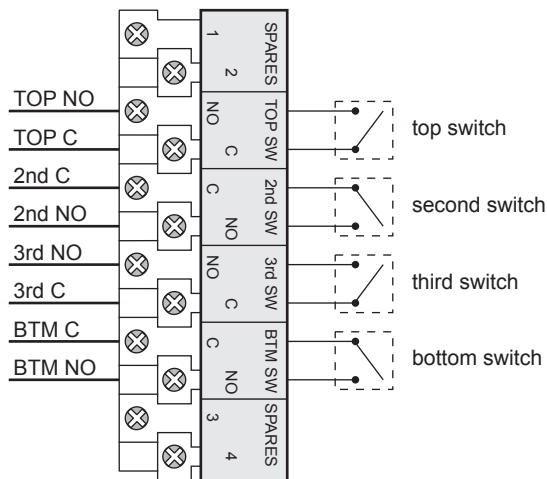 TOP NO
TOP C
2nd C
2nd NO
3rd NO
3rd C
BTM C
BTM NO
1
2
SPARES
NO
C
TOP SW
C
NO
2nd SW
NO
C
3rd SW
C
NO
BTM SW
3
4
SPARES
top switch
second switch
third switch
bottom switch